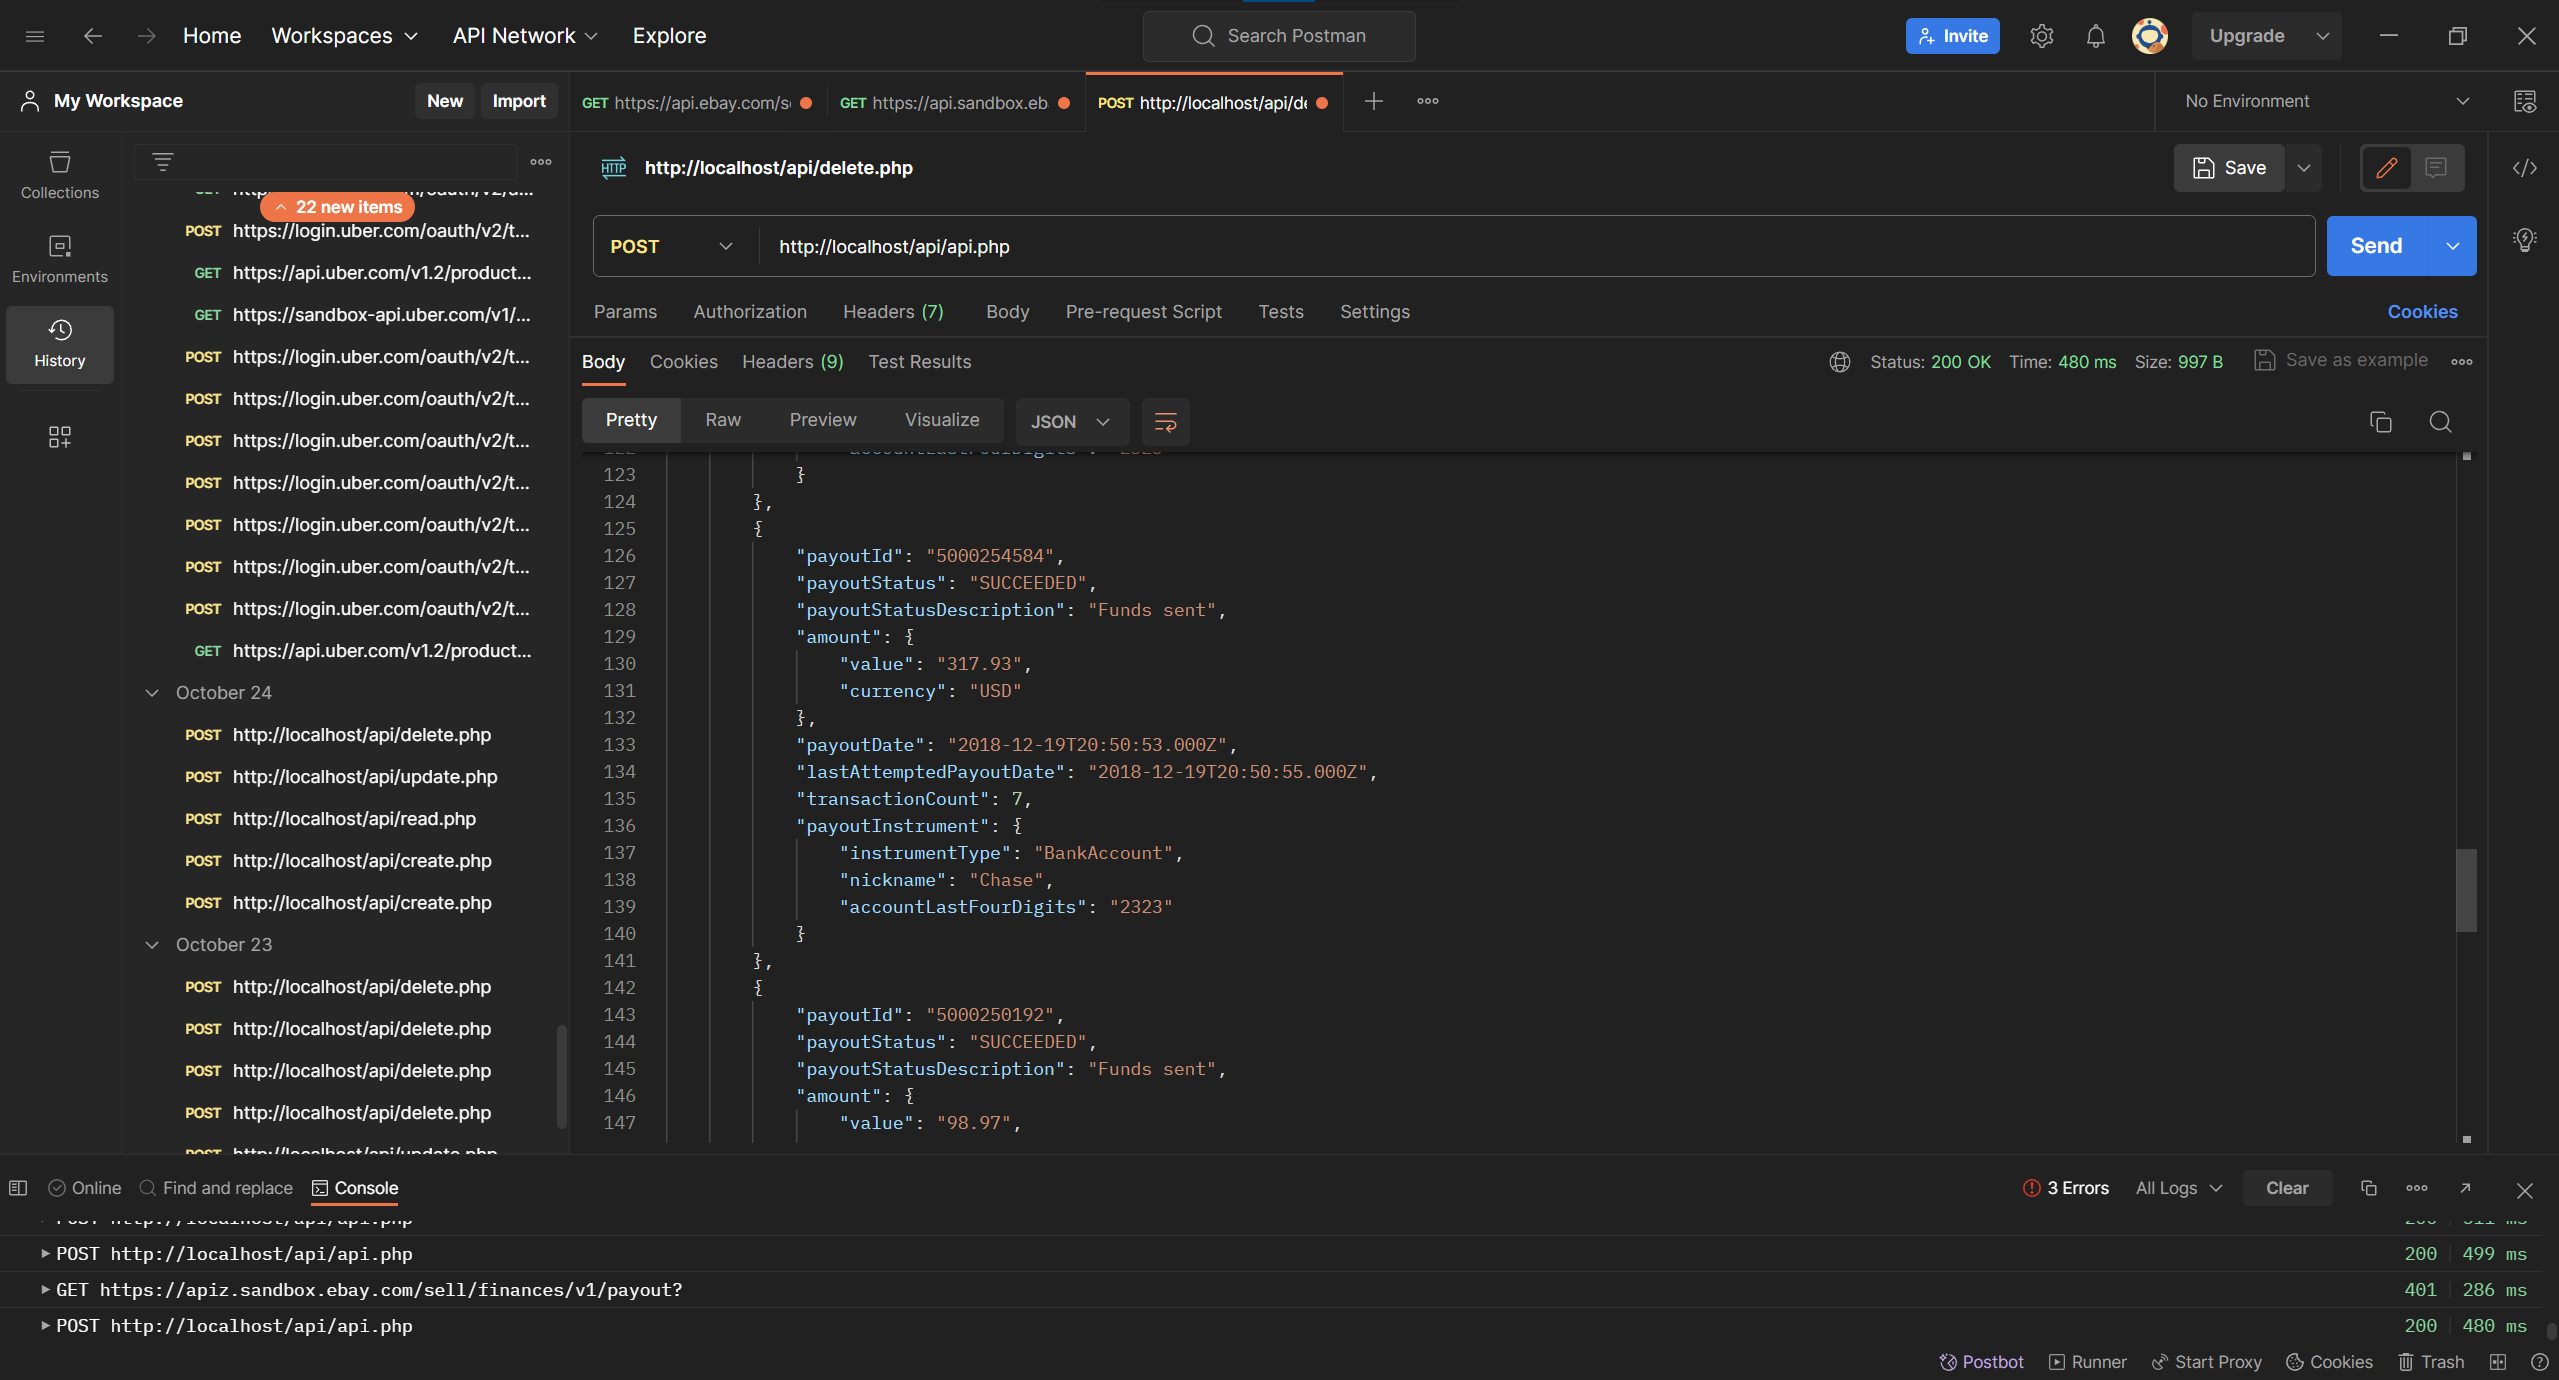 Home
Workspaces
API Network
Explore
Search Postman
Invite
Upgrade
My Workspace
New
Import
GET https://api.ebay.com/s
GET https://api.sandbox.eb
POST http://localhost/api/de
No Environment
Collections
Environments
History
22 new items
POST https://login.uber.com/oauth/v2/t...
GET https://api.uber.com/v1.2/product...
GET https://sandbox-api.uber.com/v1/...
POST https://login.uber.com/oauth/v2/t...
POST https://login.uber.com/oauth/v2/t...
POST https://login.uber.com/oauth/v2/t...
POST https://login.uber.com/oauth/v2/t...
POST https://login.uber.com/oauth/v2/t...
POST https://login.uber.com/oauth/v2/t...
POST https://login.uber.com/oauth/v2/t...
GET https://api.uber.com/v1.2/product...
October 24
POST http://localhost/api/delete.php
POST http://localhost/api/update.php
POST http://localhost/api/read.php
POST http://localhost/api/create.php
POST http://localhost/api/create.php
October 23
POST http://localhost/api/delete.php
POST http://localhost/api/delete.php
POST http://localhost/api/delete.php
POST http://localhost/api/delete.php
POST http://localhost/api/update.php
HTTP http://localhost/api/delete.php
Save
POST http://localhost/api/api.php
Send
Params Authorization Headers (7) Body Pre-request Script Tests Settings
Cookies
Body Cookies Headers (9) Test Results
Status: 200 OK Time: 480 ms Size: 997 B
Save as example
Pretty Raw Preview Visualize JSON
123 }
124 },
125 {
126 "payoutId": "5000254584",
127 "payoutStatus": "SUCCEEDED",
128 "payoutStatusDescription": "Funds sent",
129 "amount": {
130 "value": "317.93",
131 "currency": "USD"
132 },
133 "payoutDate": "2018-12-19T20:50:53.000Z",
134 "lastAttemptedPayoutDate": "2018-12-19T20:50:55.000Z",
135 "transactionCount": 7,
136 "payoutInstrument": {
137 "instrumentType": "BankAccount",
138 "nickname": "Chase",
139 "accountLastFourDigits": "2323"
140 }
141 },
142 {
143 "payoutId": "5000250192",
144 "payoutStatus": "SUCCEEDED",
145 "payoutStatusDescription": "Funds sent",
146 "amount": {
147 "value": "98.97",
Online
Find and replace
Console
3 Errors
All Logs
Clear
POST http://localhost/api/api.php
POST http://localhost/api/api.php 200 499 ms
GET https://apiz.sandbox.ebay.com/sell/finances/v1/payout? 401 286 ms
POST http://localhost/api/api.php 200 480 ms
Postbot
Runner
Start Proxy
Cookies
Trash